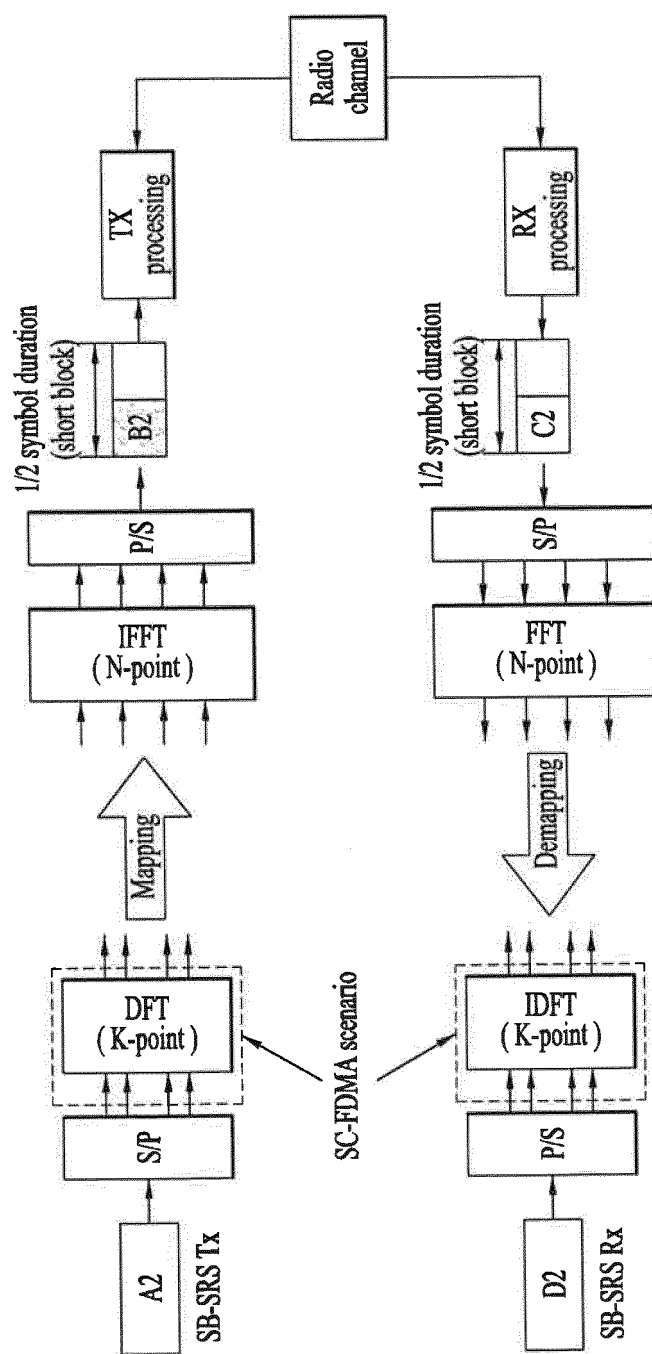 A2
SB-SRS Tx
S/P
DFT
( K-point )
Mapping
IFFT
( N-point )
P/S
1/2 symbol duration
(short block)
B2
TX
processing
Radio
channel
SC-FDMA scenario
D2
SB-SRS Rx
P/S
IDFT
( K-point )
Demapping
FFT
( N-point )
S/P
1/2 symbol duration
(short block)
C2
RX
processing